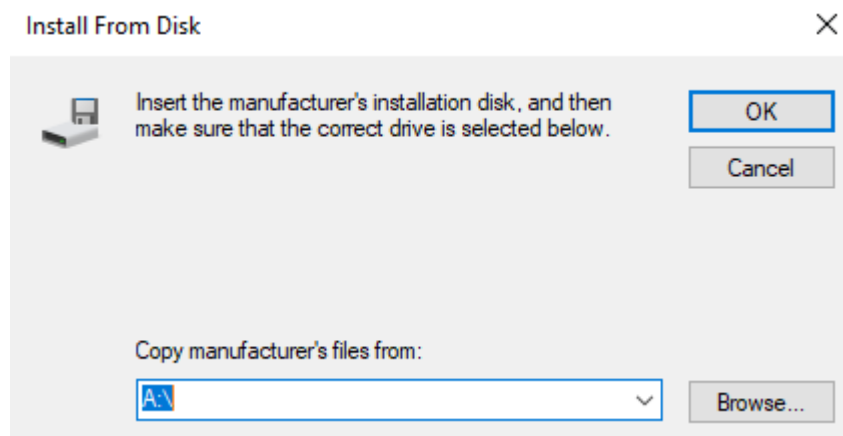 Install From Disk
Insert the manufacturer's installation disk, and then
make sure that the correct drive is selected below.
OK
Cancel
Copy manufacturer's files from:
A:\
Browse...